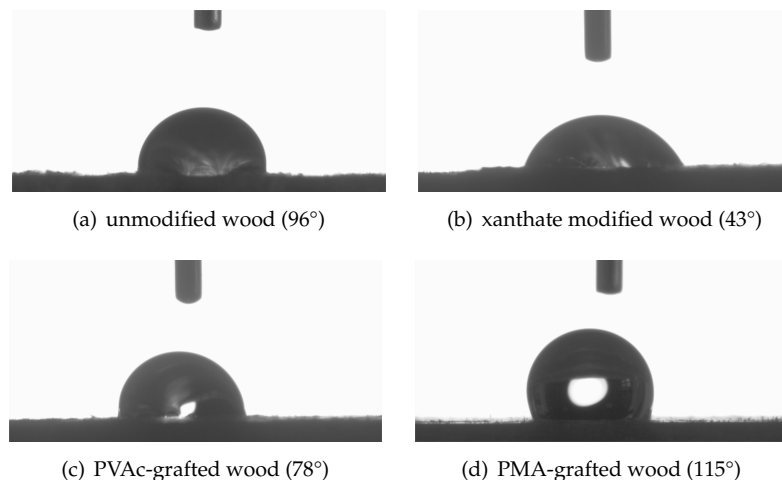 (a) unmodified wood (96°)
(b) xanthate modified wood (43°)
(c) PVAc-grafted wood (78°)
(d) PMA-grafted wood (115°)